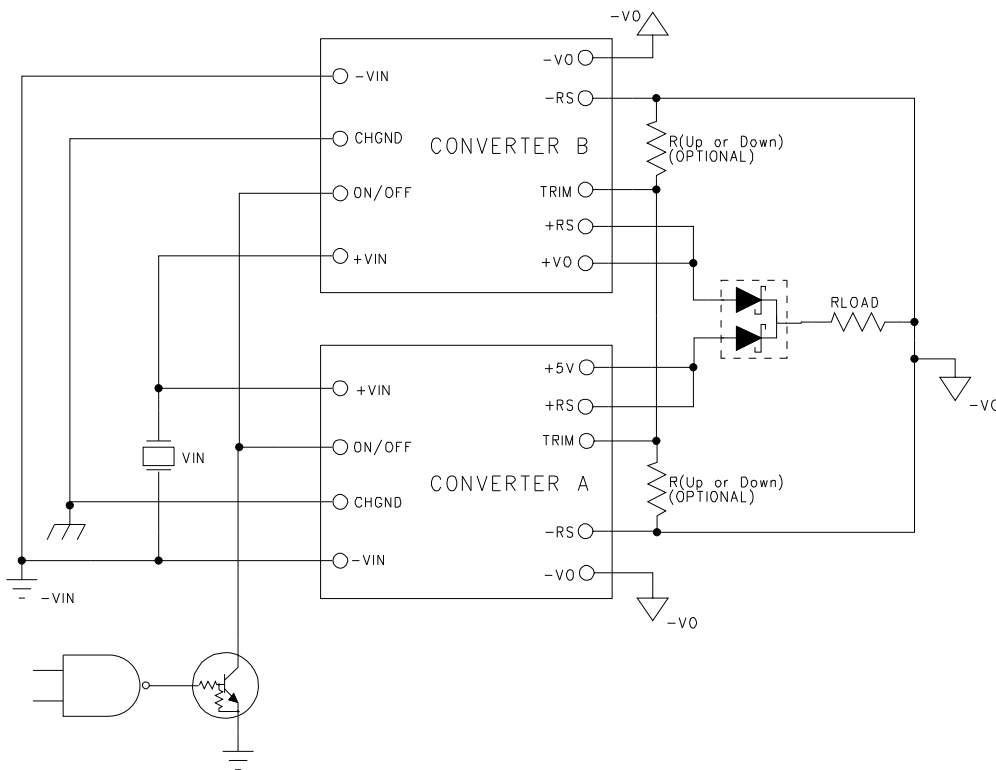 -VO
-VIN
-VO
-RS
CHGND
CONVERTER B
R(Up or Down)
(OPTIONAL)
ON/OFF
TRIM
+RS
+VIN
+VO
RLOAD
+VIN
+5V
-VO
+RS
ON/OFF
TRIM
VIN
CONVERTER A
R(Up or Down)
(OPTIONAL)
CHGND
-RS
-VIN
-VO
-VIN
-VO